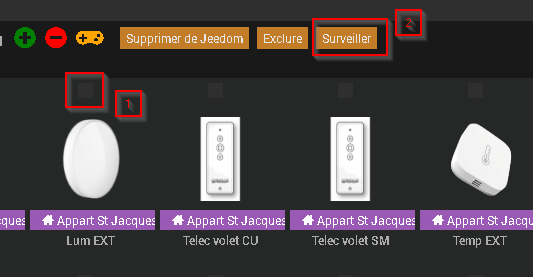 Supprimer de Jeedom Exclure Surveiller 2
1
cques Appart St Jacques Appart St Jacques Appart St Jacques Appart St Jacques
Lum EXT Telec volet CU Telec volet SM Temp EXT